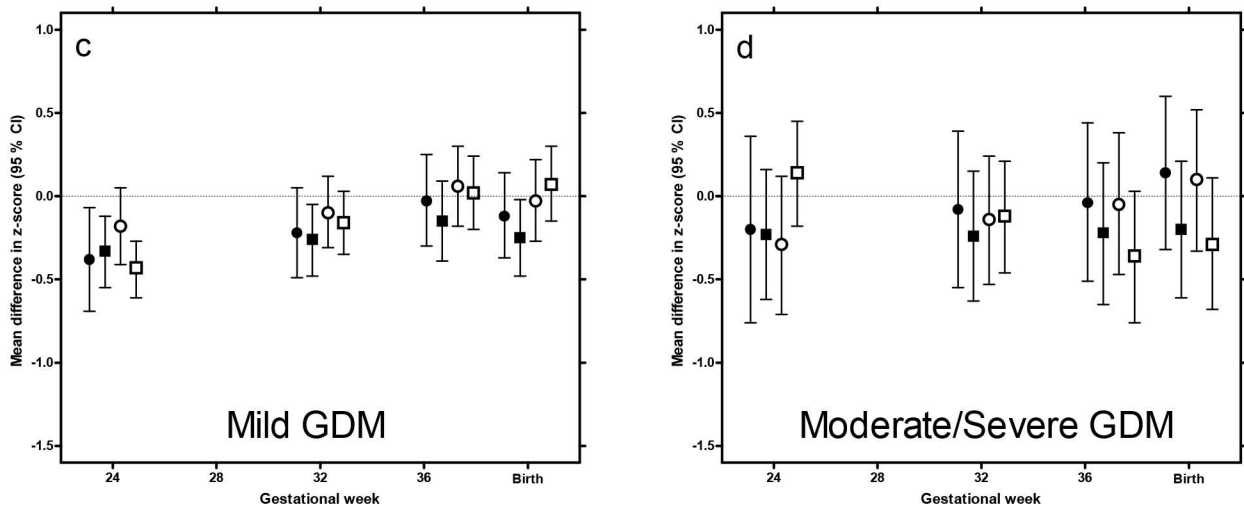 c
Mean difference in z-score (95 % CI)
1.0
0.5
0.0
-0.5
-1.0
-1.5
Mild GDM
24
28
32
36
Birth
Gestational week
d
Mean difference in z-score (95 % CI)
1.0
0.5
0.0
-0.5
-1.0
-1.5
Moderate/Severe GDM
24
28
32
36
Birth
Gestational week